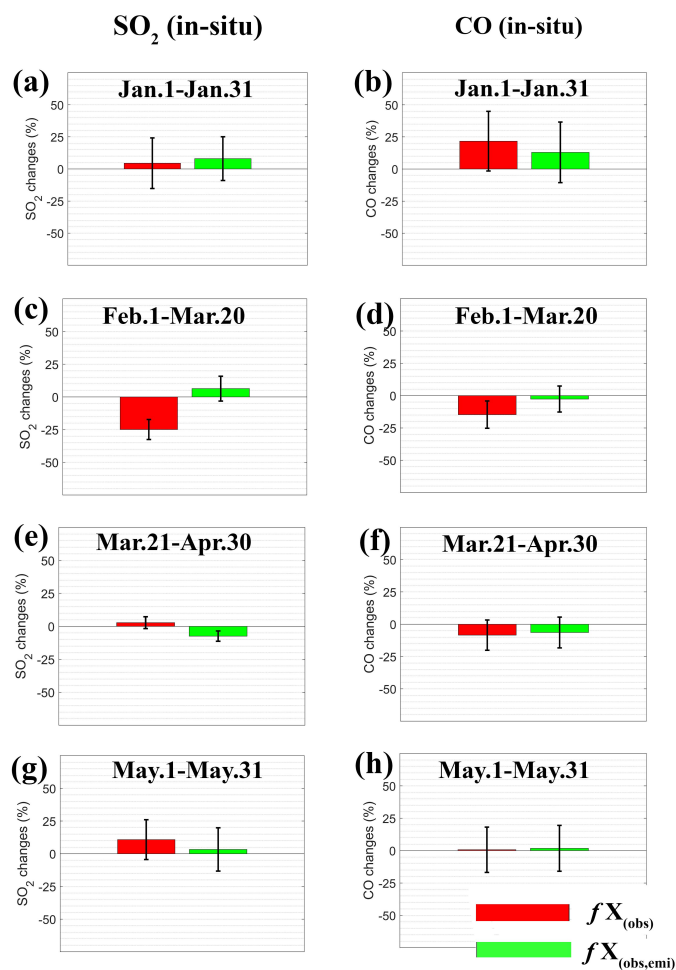 SO2 (in-situ)
CO (in-situ)
(a)
Jan.1-Jan.31
SO2 changes (%)
50
25
0
-25
-50
(b)
Jan.1-Jan.31
CO changes (%)
50
25
0
-25
-50
(c)
Feb.1-Mar.20
SO2 changes (%)
50
25
0
-25
-50
(d)
Feb.1-Mar.20
CO changes (%)
50
25
0
-25
-50
(e)
Mar.21-Apr.30
SO2 changes (%)
50
25
0
-25
-50
(f)
Mar.21-Apr.30
CO changes (%)
50
25
0
-25
-50
(g)
May.1-May.31
SO2 changes (%)
50
25
0
-25
-50
(h)
May.1-May.31
CO changes (%)
50
25
0
-25
-50
f X(obs)
f X(obs,emi)